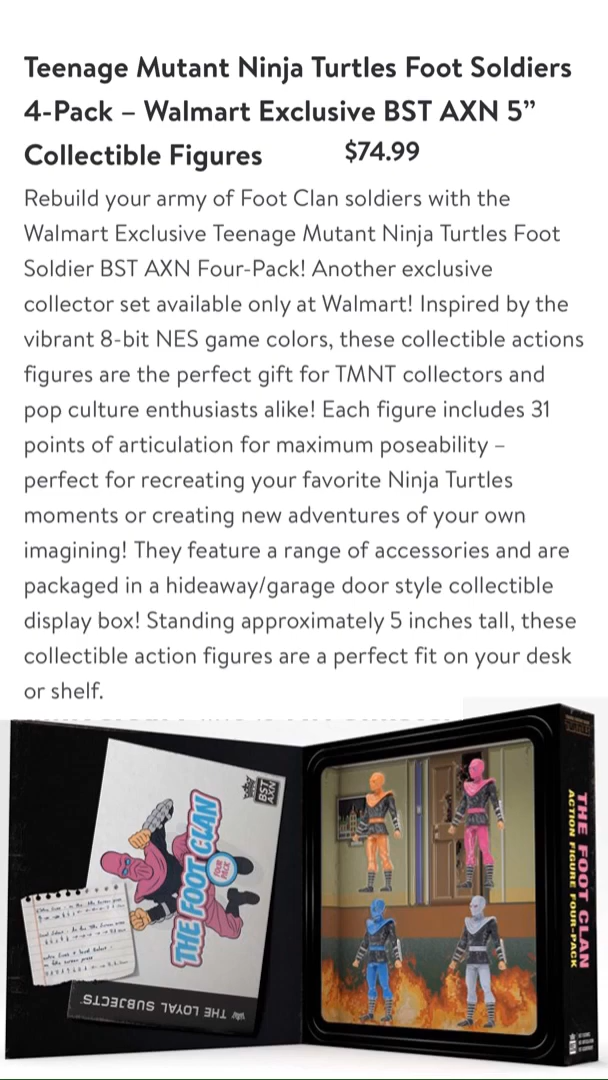 Teenage Mutant Ninja Turtles Foot Soldiers
4-Pack – Walmart Exclusive BST AXN 5”
Collectible Figures $74.99
Rebuild your army of Foot Clan soldiers with the
Walmart Exclusive Teenage Mutant Ninja Turtles Foot
Soldier BST AXN Four-Pack! Another exclusive
collector set available only at Walmart! Inspired by the
vibrant 8-bit NES game colors, these collectible actions
figures are the perfect gift for TMNT collectors and
pop culture enthusiasts alike! Each figure includes 31
points of articulation for maximum poseability –
perfect for recreating your favorite Ninja Turtles
moments or creating new adventures of your own
imagining! They feature a range of accessories and are
packaged in a hideaway/garage door style collectible
display box! Standing approximately 5 inches tall, these
collectible action figures are a perfect fit on your desk
or shelf.
BST
AXN
THE FOOT CLAN
FOUR
PACK
THE LOYAL SUBJECTS
THE FOOT CLAN
ACTION FIGURE FOUR-PACK